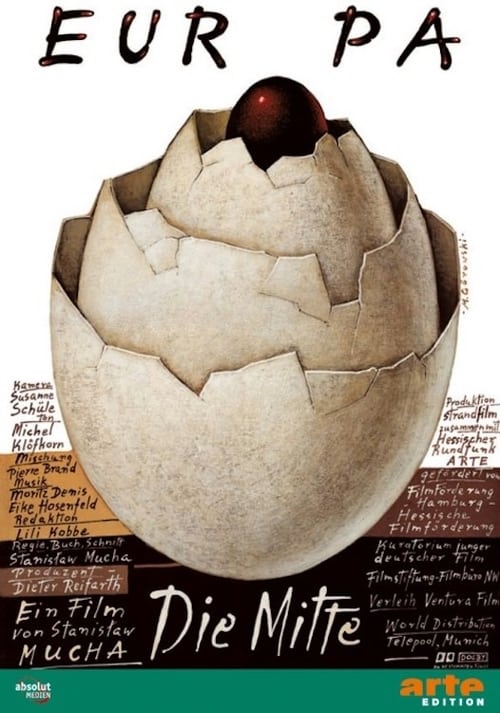 EUR PA
M. Górowski
Kamera
Susanne
Schüle
Ton
Michel
Klöfkorn
Mischung
Pierre Brand
Musik
Moritz Denis
Eike Hosenfeld
Redaktion
Lili Kobbe
Regie, Buch, Schnitt
Stanisław Mucha
Produzent
Dieter Reifarth
Ein Film
von Stanisław
MUCHA
Die Mitte
Produktion
strandfilm
zusammen mit
Hessischer
Rundfunk
ARTE
gefördert von
Filmförderung
Hamburg
Hessische
Filmförderung
Kuratorium junger
deutscher Film
Filmstiftung-Filmbüro NW
Verleih Ventura Film
World Distribution
Telepool, Munich
DOLBY
absolut
MEDIEN
arte
EDITION